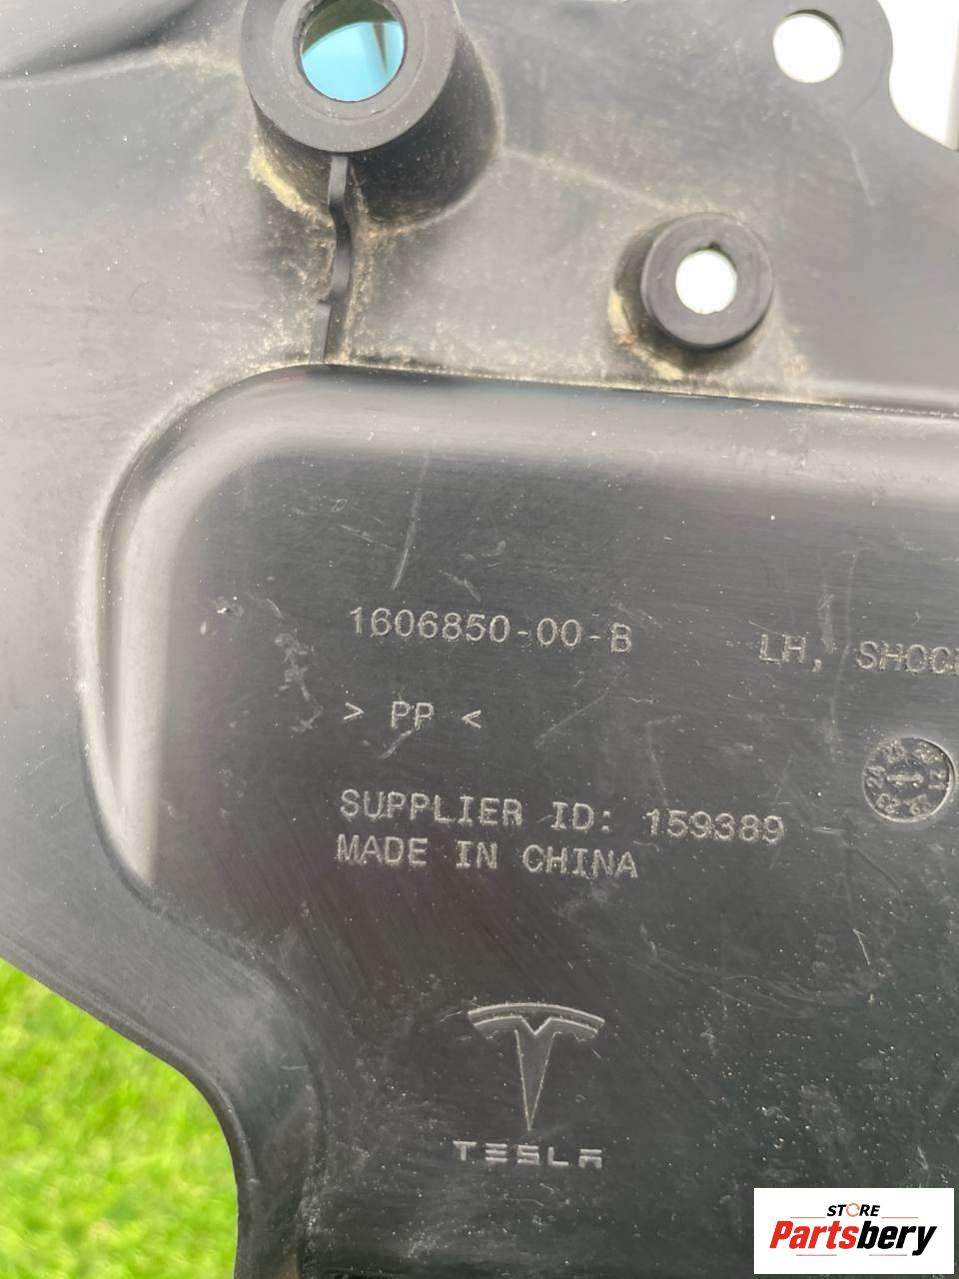 1606850-00-B LH, SHOC
> PP <
SUPPLIER ID: 159389
MADE IN CHINA
TESLA
STORE
Partsbery